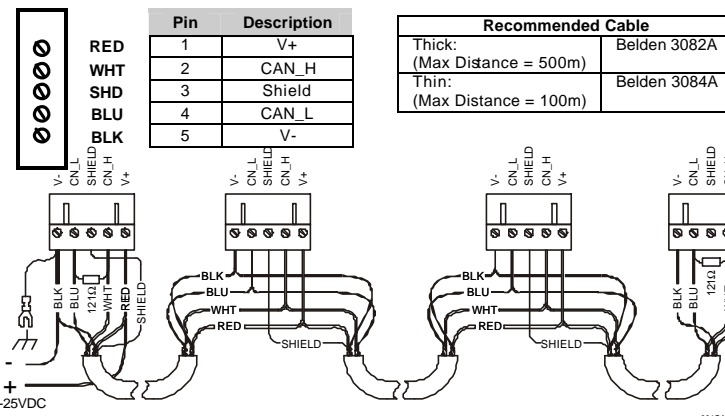 RED
WHT
SHD
BLU
BLK
Pin Description
1 V+
2 CAN_H
3 Shield
4 CAN_L
5 V-
Recommended Cable
Thick:
(Max Distance = 500m) Belden 3082A
Thin:
(Max Distance = 100m) Belden 3084A
V- CN_L SHIELD CN_H V+
V- CN_L SHIELD CN_H V+
V- CN_L SHIELD CN_H V+
V- CN_L SHIELD
BLK BLU 121Ω WHT RED SHIELD
BLK
BLU
WHT
RED
SHIELD
BLK
BLU
WHT
RED
SHIELD
BLK BLU 121Ω
-
+
-25VDC